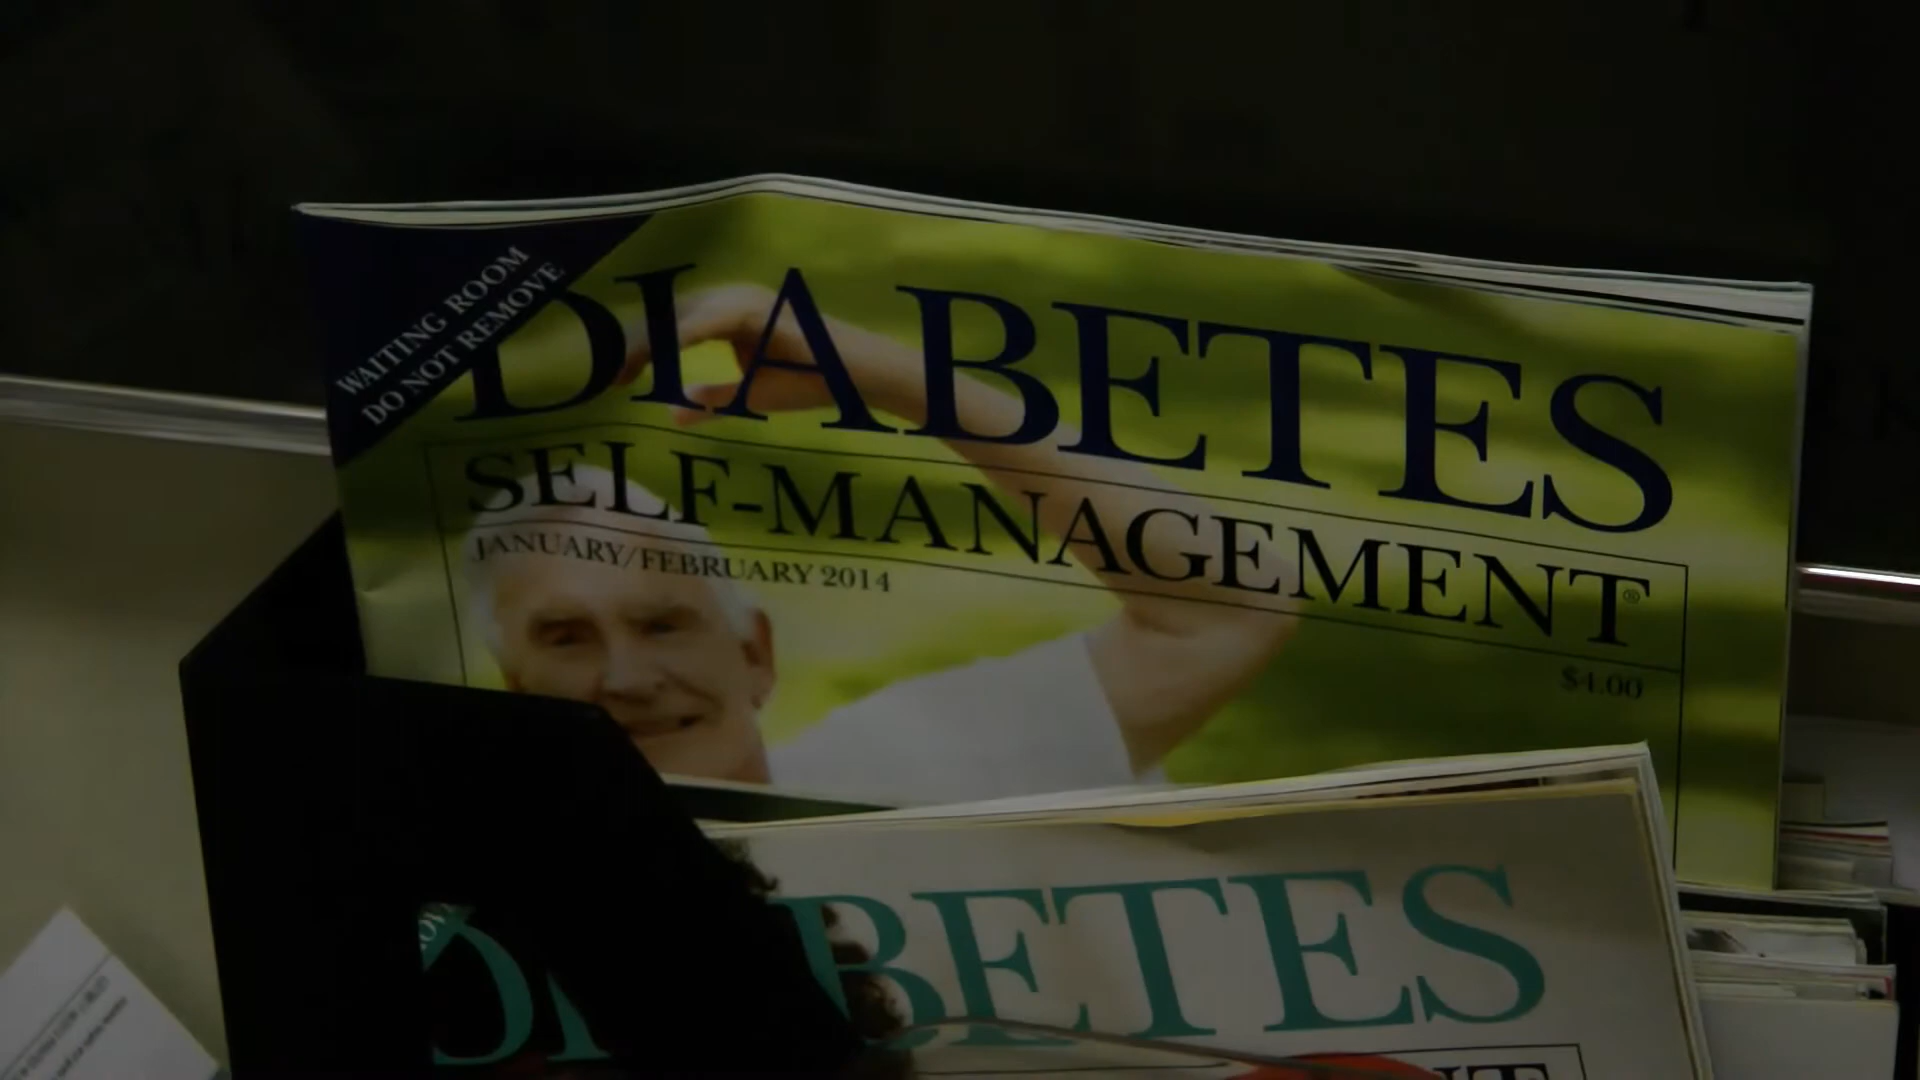 WAITING ROOM
DO NOT REMOVE
DIABETES
SELF-MANAGEMENT®
JANUARY/FEBRUARY 2014
$4.00
BETES